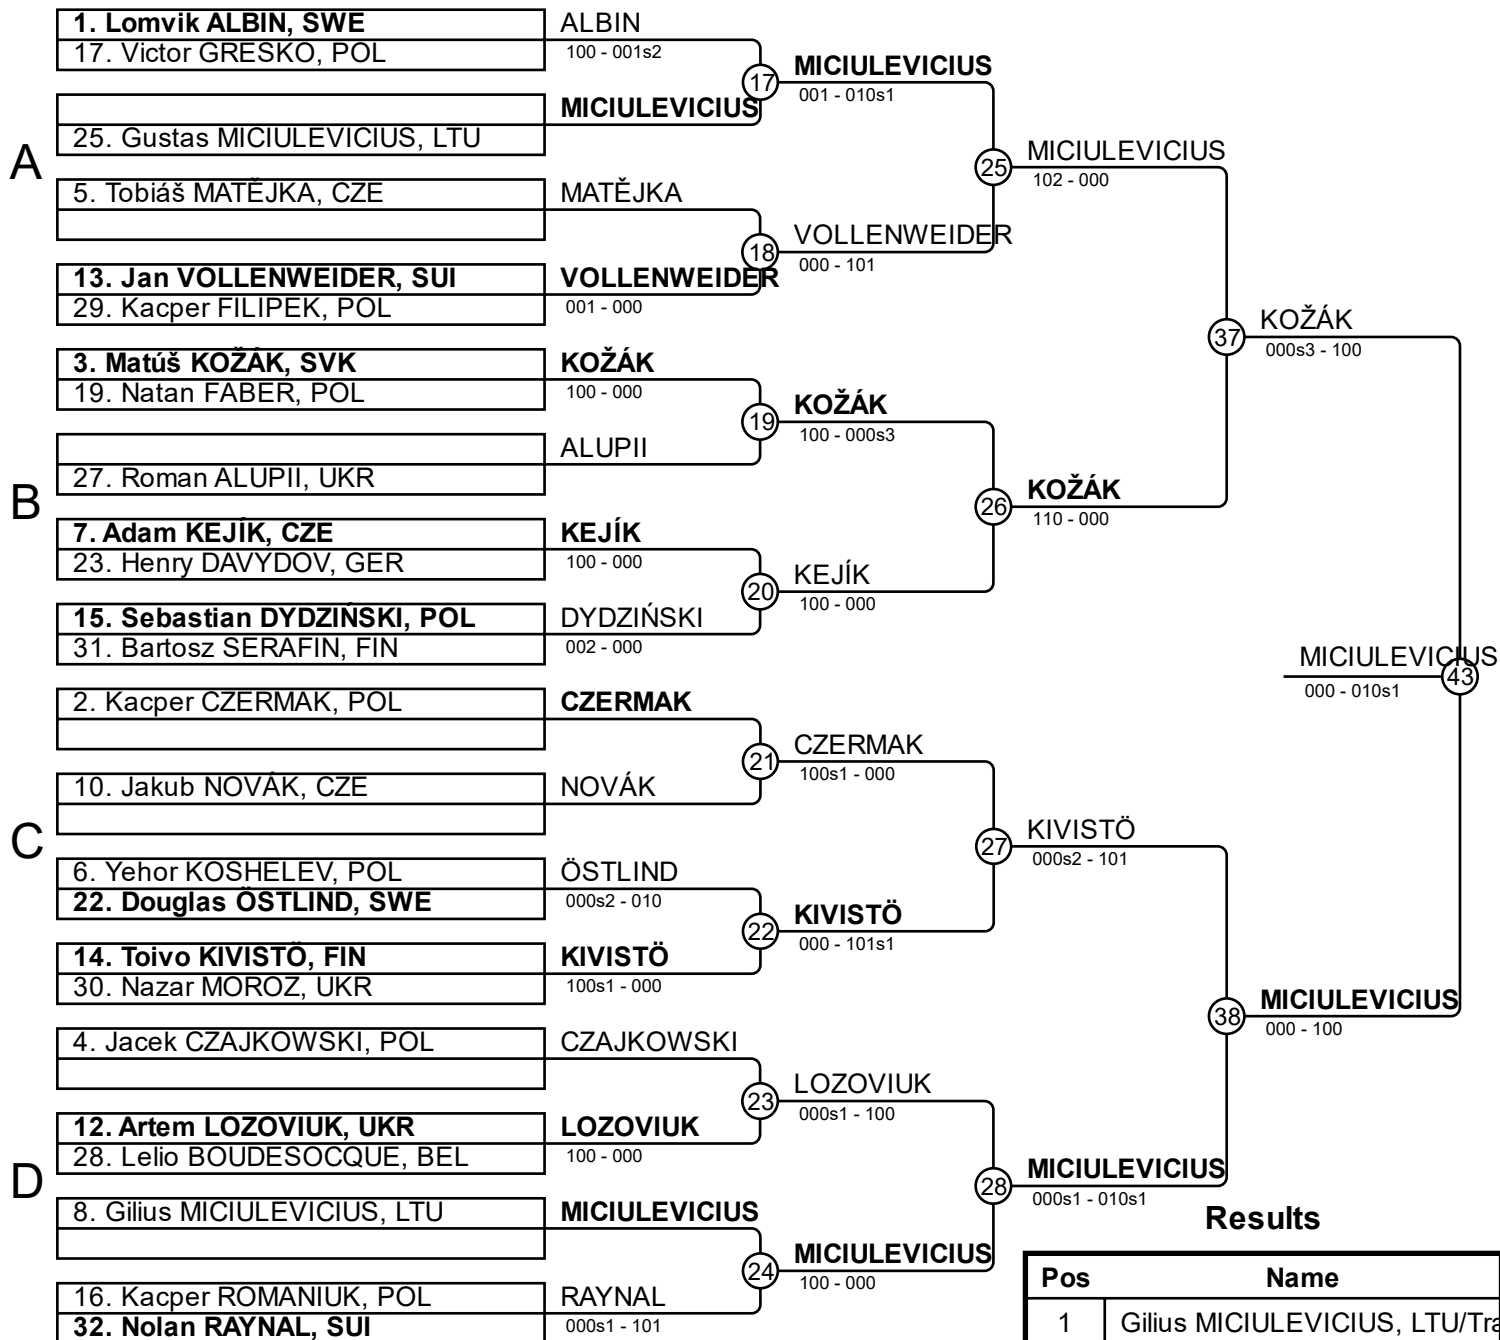 1. Lomvik ALBIN, SWE
17. Victor GRESKO, POL
ALBIN
100 - 001s2
17
MICIULEVICIUS
001 - 010s1
MICIULEVICIUS
25. Gustas MICIULEVICIUS, LTU
A
25
MICIULEVICIUS
102 - 000
5. Tobiáš MATĚJKA, CZE
MATĚJKA
18
VOLLENWEIDER
000 - 101
13. Jan VOLLENWEIDER, SUI
29. Kacper FILIPEK, POL
VOLLENWEIDER
001 - 000
37
KOŽÁK
000s3 - 100
3. Matúš KOŽÁK, SVK
19. Natan FABER, POL
KOŽÁK
100 - 000
19
KOŽÁK
100 - 000s3
ALUPII
27. Roman ALUPII, UKR
B
26
KOŽÁK
110 - 000
7. Adam KEJÍK, CZE
23. Henry DAVYDOV, GER
KEJÍK
100 - 000
20
KEJÍK
100 - 000
15. Sebastian DYDZIŃSKI, POL
31. Bartosz SERAFIN, FIN
DYDZIŃSKI
002 - 000
MICIULEVICIUS
000 - 010s1
43
2. Kacper CZERMAK, POL
CZERMAK
21
CZERMAK
100s1 - 000
10. Jakub NOVÁK, CZE
NOVÁK
C
27
KIVISTÖ
000s2 - 101
6. Yehor KOSHELEV, POL
22. Douglas ÖSTLIND, SWE
ÖSTLIND
000s2 - 010
22
KIVISTÖ
000 - 101s1
14. Toivo KIVISTÖ, FIN
30. Nazar MOROZ, UKR
KIVISTÖ
100s1 - 000
38
MICIULEVICIUS
000 - 100
4. Jacek CZAJKOWSKI, POL
CZAJKOWSKI
23
LOZOVIUK
000s1 - 100
12. Artem LOZOVIUK, UKR
28. Lelio BOUDESOCQUE, BEL
LOZOVIUK
100 - 000
D
28
MICIULEVICIUS
000s1 - 010s1
8. Gilius MICIULEVICIUS, LTU
MICIULEVICIUS
24
MICIULEVICIUS
100 - 000
16. Kacper ROMANIUK, POL
32. Nolan RAYNAL, SUI
RAYNAL
000s1 - 101
Results
Pos Name
1 Gilius MICIULEVICIUS, LTU/Tra